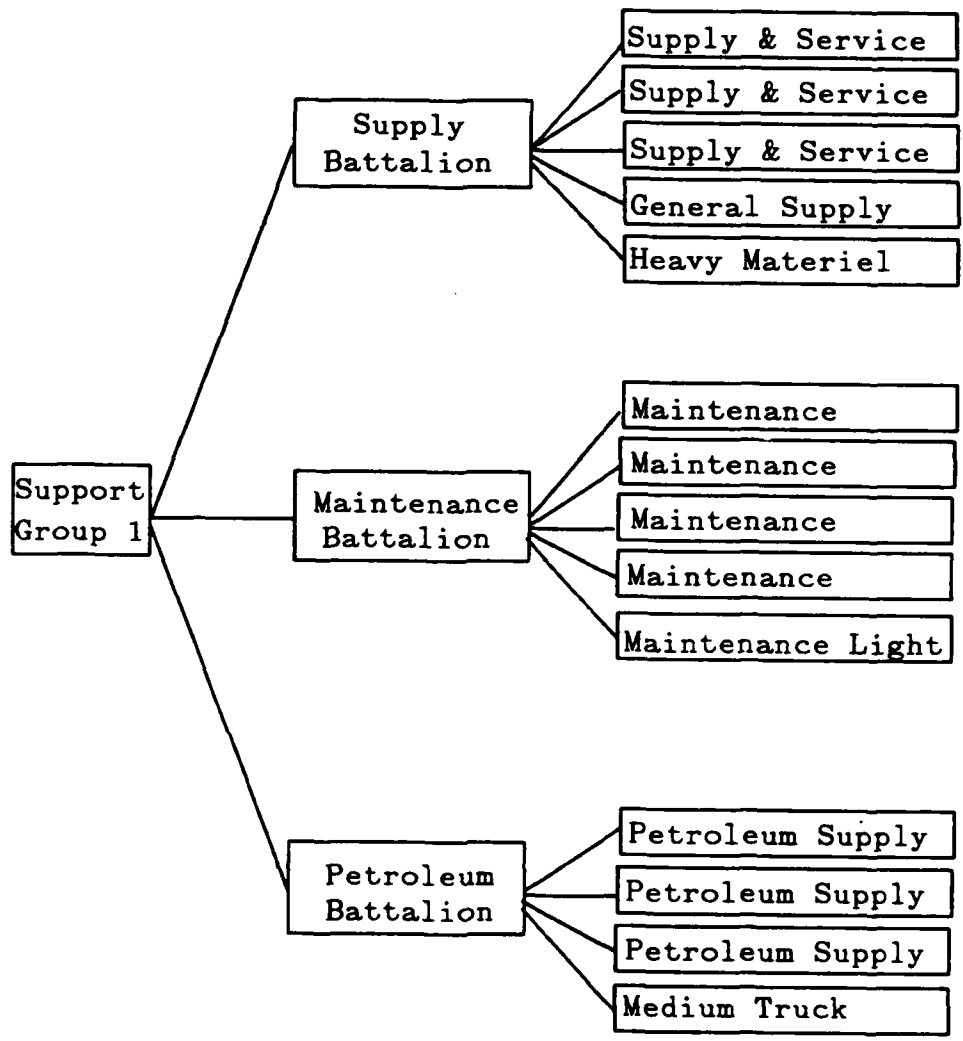 Support
Group 1
Supply
Battalion
Supply & Service
Supply & Service
Supply & Service
General Supply
Heavy Materiel
Maintenance
Battalion
Maintenance
Maintenance
Maintenance
Maintenance
Maintenance Light
Petroleum
Battalion
Petroleum Supply
Petroleum Supply
Petroleum Supply
Medium Truck